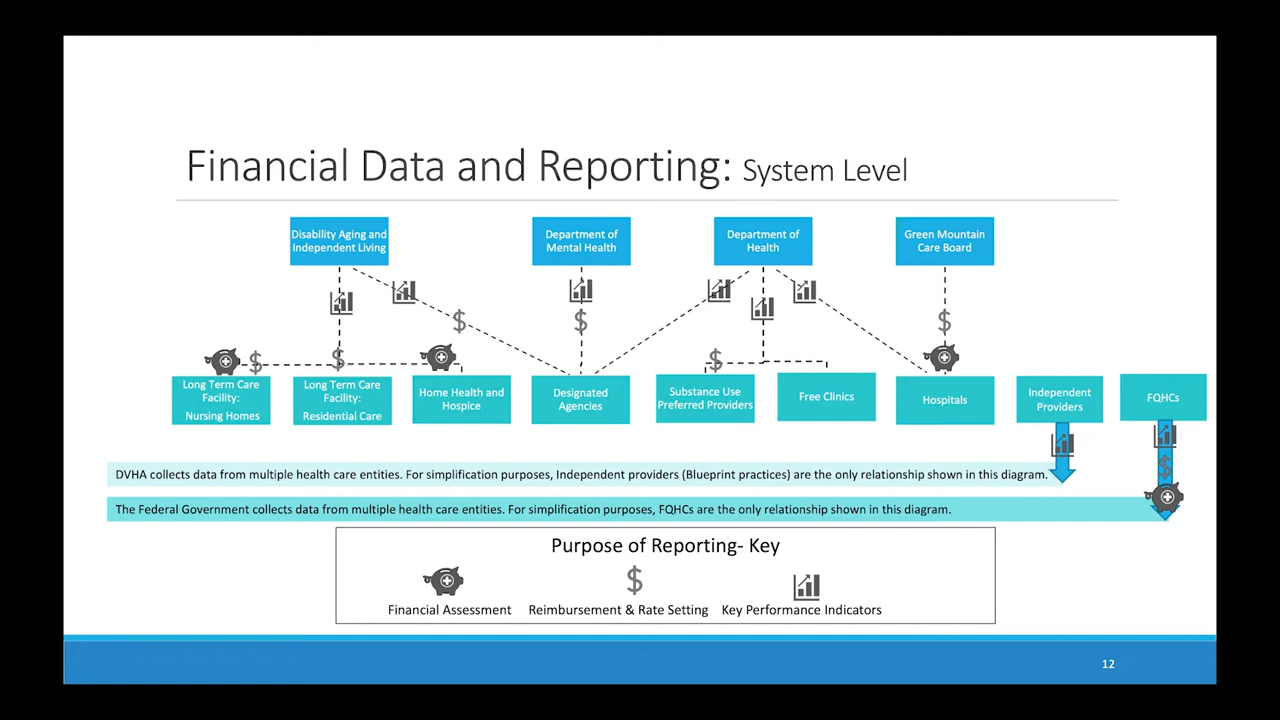 Financial Data and Reporting: System Level
Disability Aging and
Independent Living
Department of
Mental Health
Department of
Health
Green Mountain
Care Board
$
$
$
$
$
$
$
Long Term Care
Facility:
Nursing Homes
Long Term Care
Facility:
Residential Care
Home Health and
Hospice
Designated
Agencies
Substance Use
Preferred Providers
Free Clinics
Hospitals
Independent
Providers
FQHCs
DVHA collects data from multiple health care entities. For simplification purposes, Independent providers (Blueprint practices) are the only relationship shown in this diagram.
The Federal Government collects data from multiple health care entities. For simplification purposes, FQHCs are the only relationship shown in this diagram.
Purpose of Reporting- Key
$
Financial Assessment
Reimbursement & Rate Setting
Key Performance Indicators
12